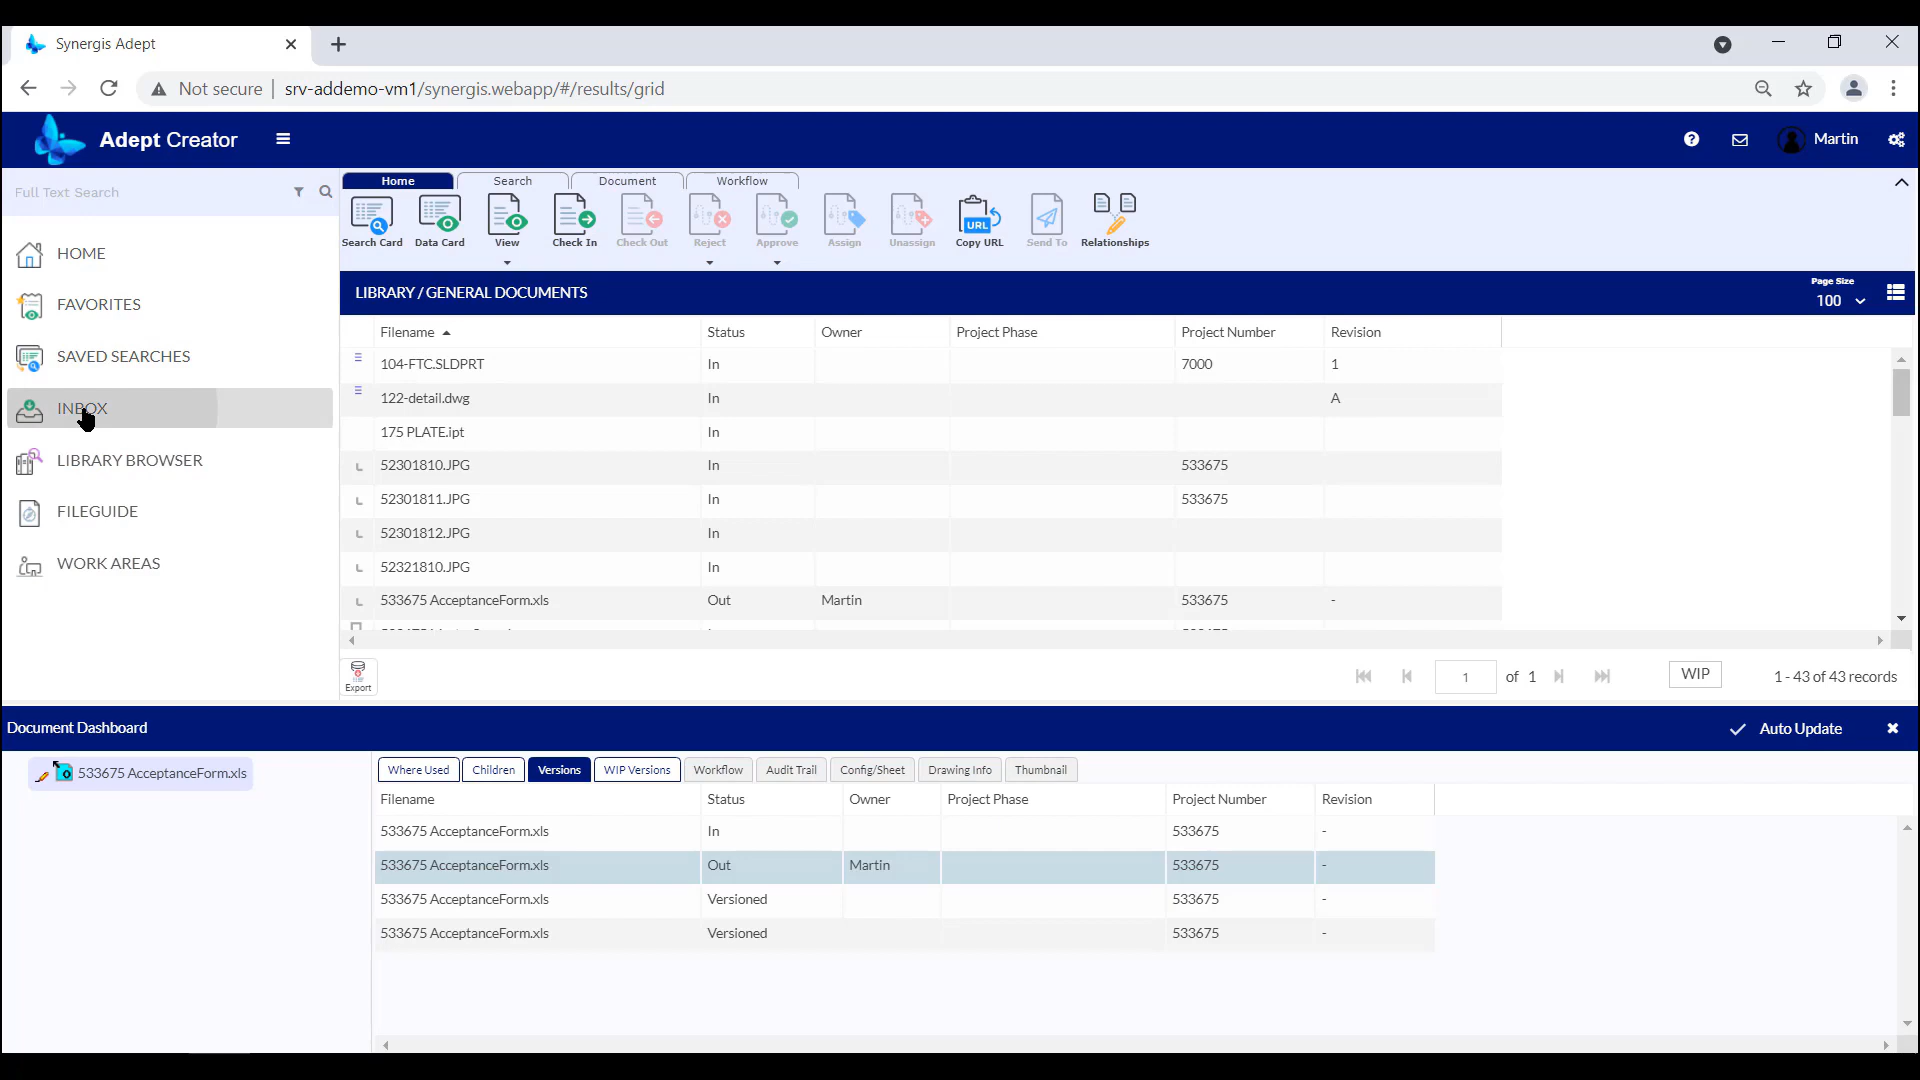 Synergis Adept
Not secure | srv-addemo-vm1/synergis.webapp/#/results/grid
Adept Creator
Martin
Full Text Search
Home Search Document Workflow
Search Card Data Card View Check In Check Out Reject Approve Assign Unassign Copy URL Send To Relationships
URL
HOME
FAVORITES
SAVED SEARCHES
INBOX
LIBRARY BROWSER
FILEGUIDE
WORK AREAS
LIBRARY / GENERAL DOCUMENTS
Page Size
100
Filename Status Owner Project Phase Project Number Revision
104-FTC.SLDPRT In 7000 1
122-detail.dwg In A
175 PLATE.ipt In
52301810.JPG In 533675
52301811.JPG In 533675
52301812.JPG In
52321810.JPG In
533675 AcceptanceForm.xls Out Martin 533675 -
Export
1 of 1
WIP
1 - 43 of 43 records
Document Dashboard
Auto Update
533675 AcceptanceForm.xls
Where Used Children Versions WIP Versions Workflow Audit Trail Config/Sheet Drawing Info Thumbnail
Filename Status Owner Project Phase Project Number Revision
533675 AcceptanceForm.xls In 533675 -
533675 AcceptanceForm.xls Out Martin 533675 -
533675 AcceptanceForm.xls Versioned 533675 -
533675 AcceptanceForm.xls Versioned 533675 -